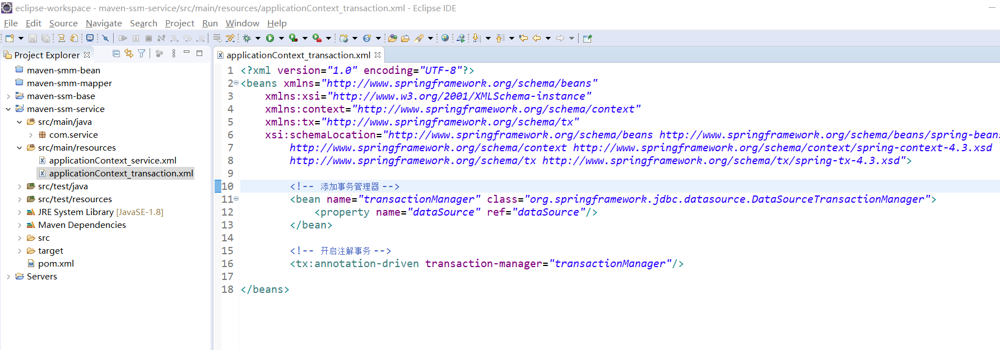 eclipse-workspace - maven-ssm-service/src/main/resources/applicationContext_transaction.xml - Eclipse IDE
File Edit Source Navigate Search Project Run Window Help
Project Explorer
maven-smm-bean
maven-smm-mapper
maven-ssm-base
maven-ssm-service
src/main/java
com.service
src/main/resources
applicationContext_service.xml
applicationContext_transaction.xml
src/test/java
src/test/resources
JRE System Library [JavaSE-1.8]
Maven Dependencies
src
target
pom.xml
Servers
applicationContext_transaction.xml
1 <?xml version="1.0" encoding="UTF-8"?>
2 <beans xmlns="http://www.springframework.org/schema/beans"
3 xmlns:xsi="http://www.w3.org/2001/XMLSchema-instance"
4 xmlns:context="http://www.springframework.org/schema/context"
5 xmlns:tx="http://www.springframework.org/schema/tx"
6 xsi:schemaLocation="http://www.springframework.org/schema/beans http://www.springframework.org/schema/beans/spring-beans
7 http://www.springframework.org/schema/context http://www.springframework.org/schema/context/spring-context-4.3.xsd
8 http://www.springframework.org/schema/tx http://www.springframework.org/schema/tx/spring-tx-4.3.xsd">
9
10 <!-- 添加事务管理器 -->
11 <bean name="transactionManager" class="org.springframework.jdbc.datasource.DataSourceTransactionManager">
12 <property name="dataSource" ref="dataSource"/>
13 </bean>
14
15 <!-- 开启注解事务 -->
16 <tx:annotation-driven transaction-manager="transactionManager"/>
17
18 </beans>